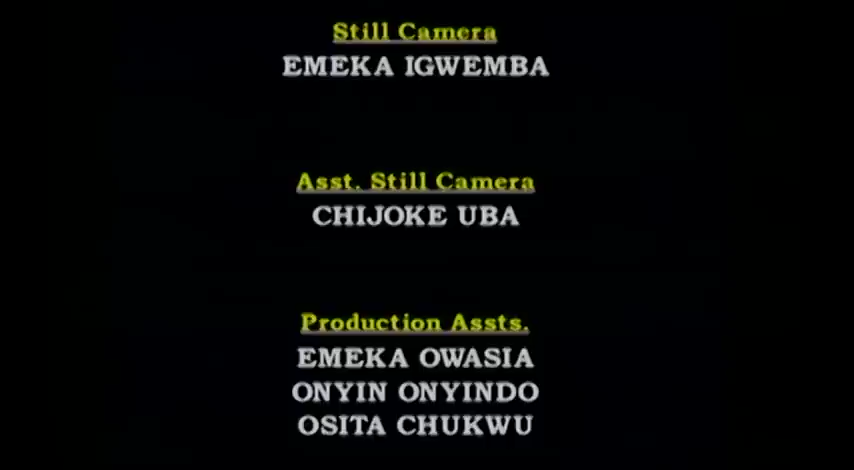 Still Camera
EMEKA IGWEMBA
Asst. Still Camera
CHIJOKE UBA
Production Assts.
EMEKA OWASIA
ONYIN ONYINDO
OSITA CHUKWU